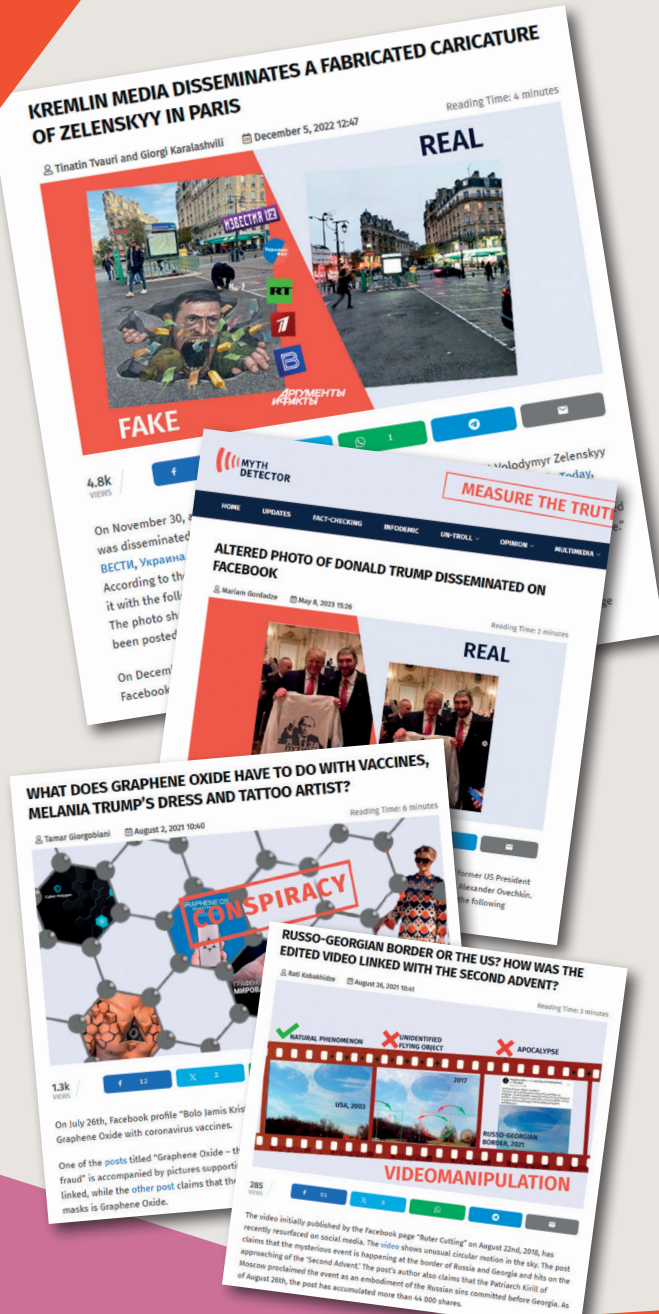 KREMLIN MEDIA DISSEMINATES A FABRICATED CARICATURE
OF ZELENSKYY IN PARIS
Tinatin Tvauri and Giorgi Karalashvili December 5, 2022 12:47
Reading Time: 4 minutes
REAL
ИЗВЕСТИЯ IZ
RT
1
В
АРГУМЕНТЫ
И ФАКТЫ
FAKE
4.8k
VIEWS
1
Volodymyr Zelenskyy
Today,
On November 30, a
was disseminated
ВЕСТИ, Украина
According to the
it with the foll
The photo sh
been posted
On Decem
Facebook
MYTH
DETECTOR
MEASURE THE TRUTH
HOME UPDATES FACT-CHECKING INFODEMIC UN-TROLL OPINION MULTIMEDIA
ALTERED PHOTO OF DONALD TRUMP DISSEMINATED ON
FACEBOOK
Mariam Gordadze May 8, 2023 15:26
Reading Time: 2 minutes
REAL
former US President
Alexander Ovechkin.
the following
WHAT DOES GRAPHENE OXIDE HAVE TO DO WITH VACCINES,
MELANIA TRUMP'S DRESS AND TATTOO ARTIST?
Tamar Giorgobiani August 2, 2021 10:40
Reading Time: 6 minutes
Cyber Polygon
GRAPHENE OS
CONSPIRACY
1.3k
VIEWS
12
2
On July 26th, Facebook profile "Bolo Jamis Kris
Graphene Oxide with coronavirus vaccines.
One of the posts titled "Graphene Oxide – th
fraud" is accompanied by pictures supporti
linked, while the other post claims that the
masks is Graphene Oxide.
RUSSO-GEORGIAN BORDER OR THE US? HOW WAS THE
EDITED VIDEO LINKED WITH THE SECOND ADVENT?
Rati Kobakhidze August 26, 2021 10:41
Reading Time: 3 minutes
NATURAL PHENOMENON
UNIDENTIFIED
FLYING OBJECT
APOCALYPSE
USA, 2003
2017
RUSSO-GEORGIAN
BORDER, 2021
VIDEOMANIPULATION
285
VIEWS
51
3
The video initially published by the Facebook page "Ruter Cutting" on August 22nd, 2018, has
recently resurfaced on social media. The video shows unusual circular motion in the sky. The post
claims that the mysterious event is happening at the border of Russia and Georgia and hits on the
approaching of the 'Second Advent.' The post's author also claims that the Patriarch Kirill of
Moscow proclaimed the event as an embodiment of the Russian sins committed before Georgia. As
of August 26th, the post has accumulated more than 44 000 shares.